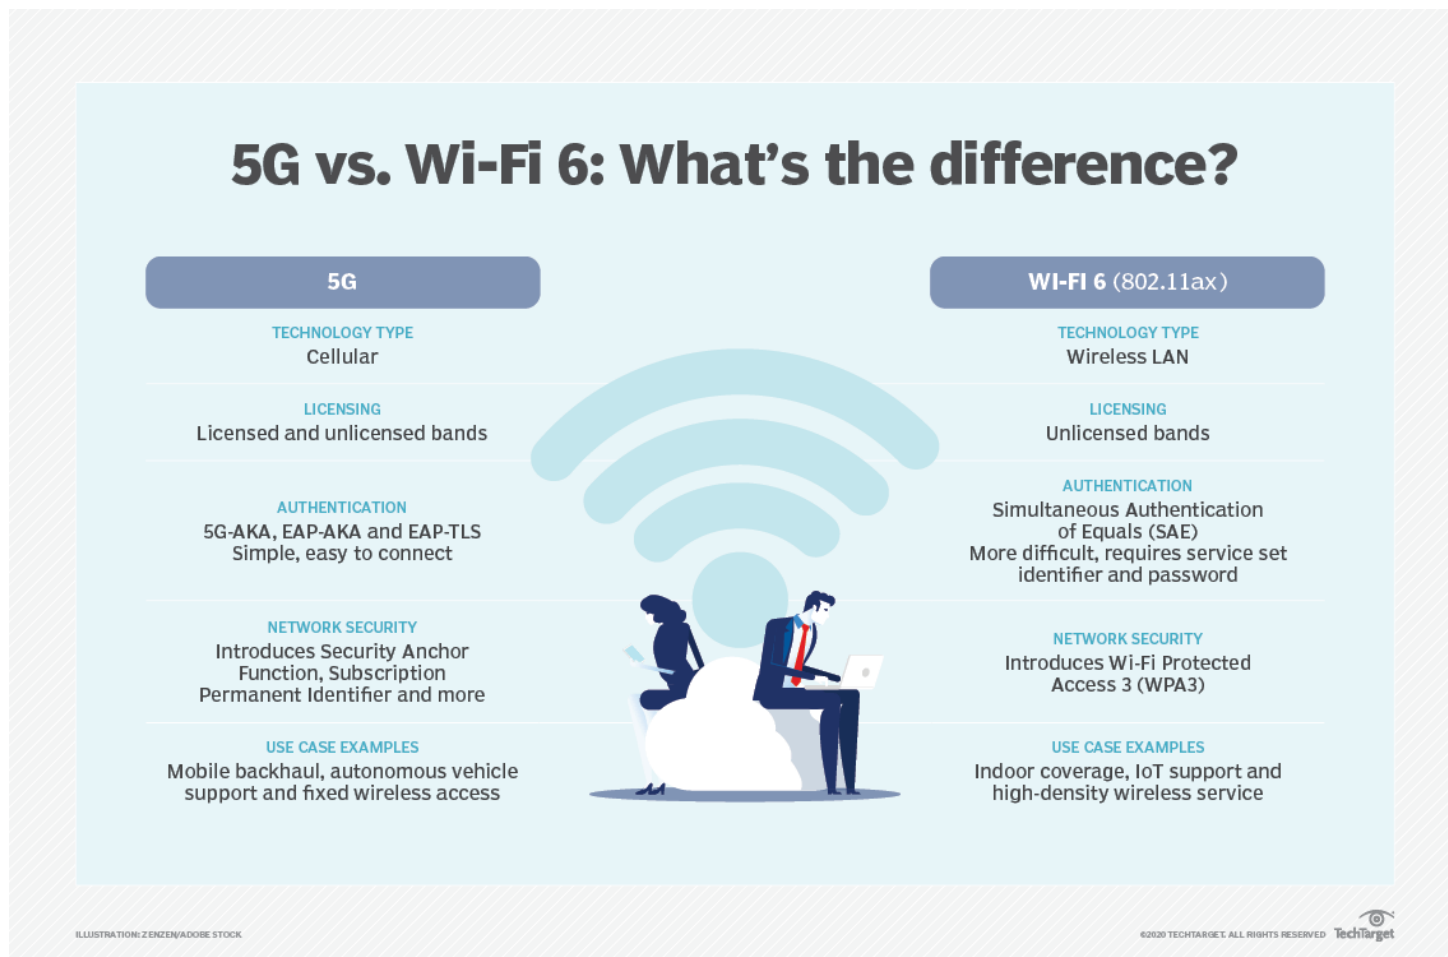 5G vs. Wi-Fi 6: What's the difference?
5G
TECHNOLOGY TYPE
Cellular
LICENSING
Licensed and unlicensed bands
AUTHENTICATION
5G-AKA, EAP-AKA and EAP-TLS
Simple, easy to connect
NETWORK SECURITY
Introduces Security Anchor
Function, Subscription
Permanent Identifier and more
USE CASE EXAMPLES
Mobile backhaul, autonomous vehicle
support and fixed wireless access
WI-FI 6 (802.11ax)
TECHNOLOGY TYPE
Wireless LAN
LICENSING
Unlicensed bands
AUTHENTICATION
Simultaneous Authentication
of Equals (SAE)
More difficult, requires service set
identifier and password
NETWORK SECURITY
Introduces Wi-Fi Protected
Access 3 (WPA3)
USE CASE EXAMPLES
Indoor coverage, IoT support and
high-density wireless service
ILLUSTRATION: ZENZEN/ADOBE STOCK
©2020 TECHTARGET. ALL RIGHTS RESERVED TechTarget